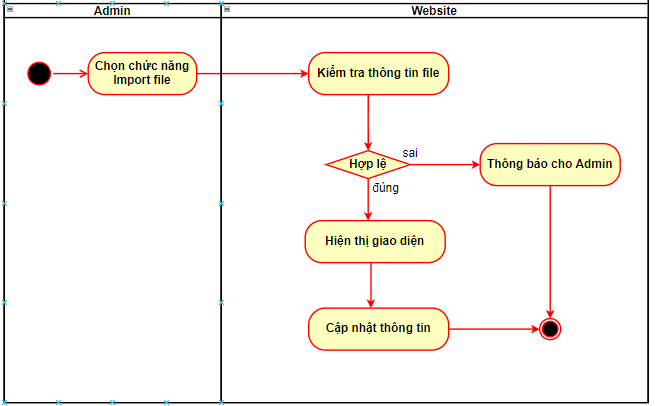 Admin
Website
Chọn chức năng
Import file
Kiểm tra thông tin file
Hợp lệ
sai
Thông báo cho Admin
đúng
Hiện thị giao diện
Cập nhật thông tin